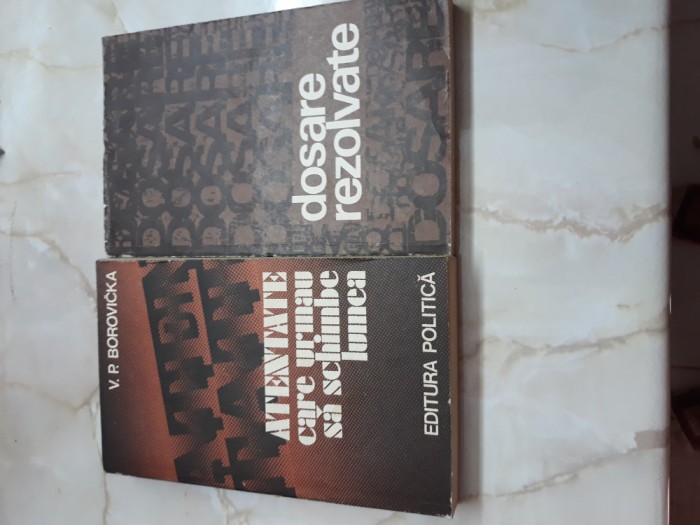 dosare
rezolvate
V. P. BOROVIČKA
ATENTATE
care urmau
să schimbe
lumea
EDITURA POLITICĂ